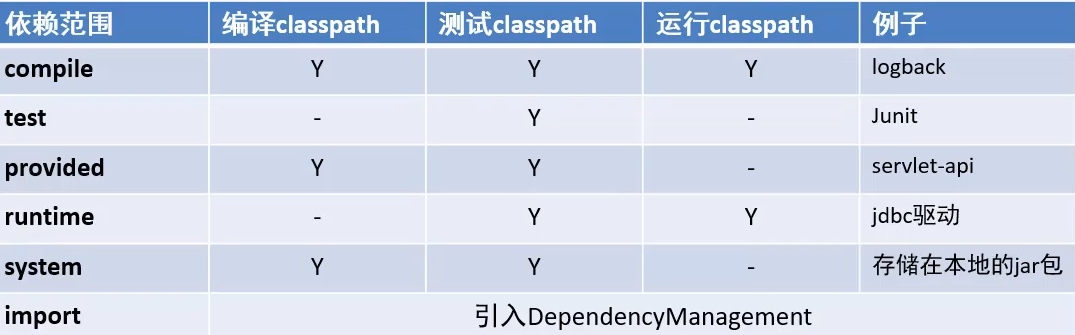 依赖范围 编译classpath 测试classpath 运行classpath 例子
compile Y Y Y logback
test - Y - Junit
provided Y Y - servlet-api
runtime - Y Y jdbc驱动
system Y Y - 存储在本地的jar包
import 引入DependencyManagement